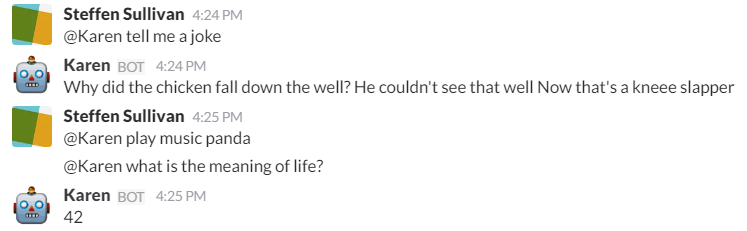 Steffen Sullivan 4:24 PM
@Karen tell me a joke
Karen BOT 4:24 PM
Why did the chicken fall down the well? He couldn't see that well Now that's a kneee slapper
Steffen Sullivan 4:25 PM
@Karen play music panda
@Karen what is the meaning of life?
Karen BOT 4:25 PM
42